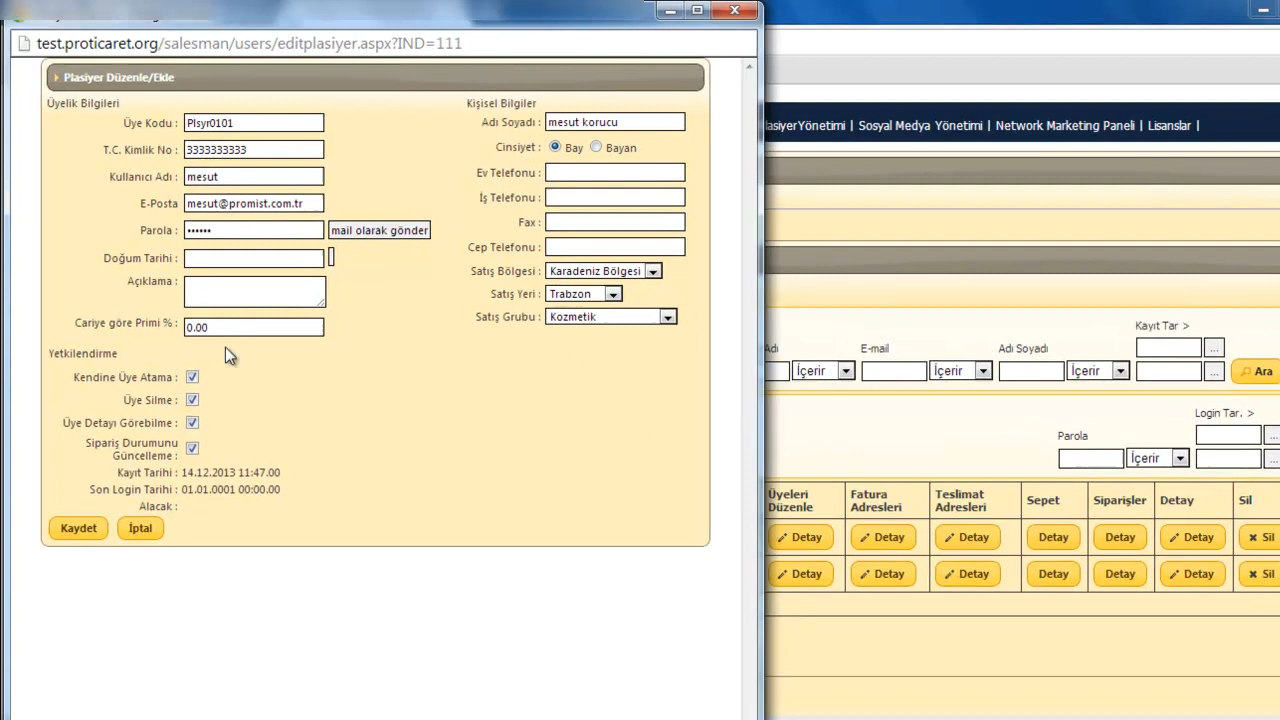 test.proticaret.org/salesman/users/editplasiyer.aspx?IND=111
Plasiyer Düzenle/Ekle
Üyelik Bilgileri
Üye Kodu : Plsyr0101
T.C. Kimlik No : 3333333333
Kullanıcı Adı : mesut
E-Posta mesut@promist.com.tr
Parola : •••••• mail olarak gönder
Doğum Tarihi :
Açıklama :
Cariye göre Primi % : 0.00
Yetkilendirme
Kendine Üye Atama :
Üye Silme :
Üye Detayı Görebilme :
Sipariş Durumunu
Güncelleme :
Kayıt Tarihi : 14.12.2013 11:47.00
Son Login Tarihi : 01.01.0001 00:00.00
Alacak :
Kaydet İptal
Kişisel Bilgiler
Adı Soyadı : mesut korucu
Cinsiyet : Bay Bayan
Ev Telefonu :
İş Telefonu :
Fax :
Cep Telefonu :
Satış Bölgesi : Karadeniz Bölgesi
Satış Yeri : Trabzon
Satış Grubu : Kozmetik
lasiyerYönetimi | Sosyal Medya Yönetimi | Network Marketing Paneli | Lisanslar |
Kayıt Tar >
Adı E-mail Adı Soyadı
...
İçerir İçerir İçerir ... Ara
Login Tar. >
Parola
...
İçerir ...
Üyeleri Düzenle Fatura Adresleri Teslimat Adresleri Sepet Siparişler Detay Sil
Detay Detay Detay Detay Detay Detay Sil
Detay Detay Detay Detay Detay Detay Sil